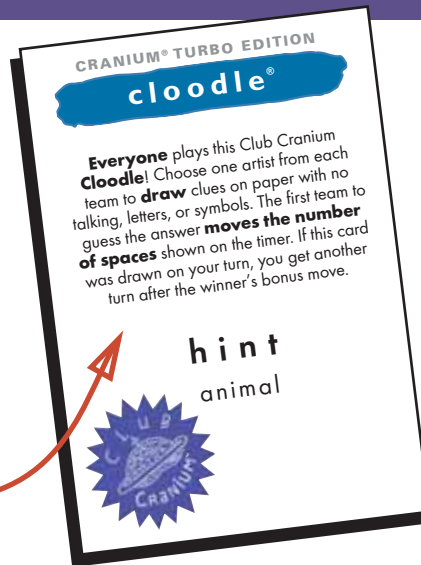 CRANIUM® TURBO EDITION
cloodle®
Everyone plays this Club Cranium
Cloodle! Choose one artist from each
team to draw clues on paper with no
talking, letters, or symbols. The first team to
guess the answer moves the number
of spaces shown on the timer. If this card
was drawn on your turn, you get another
turn after the winner's bonus move.
hint
animal
CLUB
CRANIUM